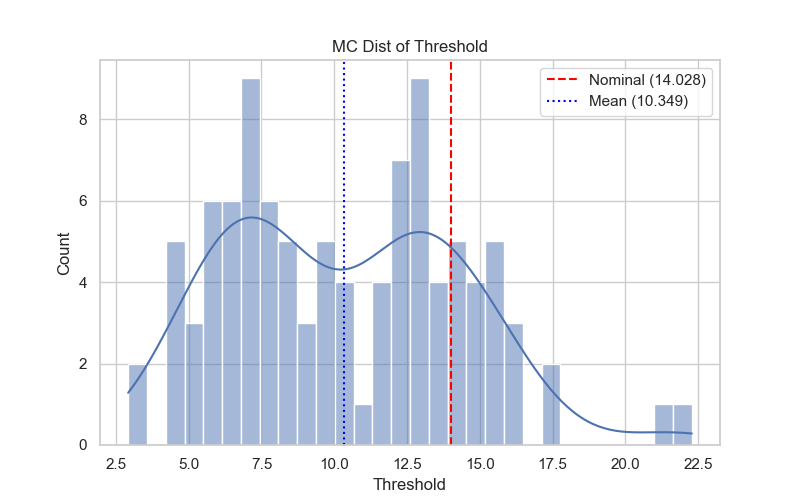 MC Dist of Threshold
Nominal (14.028)
Mean (10.349)
Count
8
6
4
2
0
2.5 5.0 7.5 10.0 12.5 15.0 17.5 20.0 22.5
Threshold